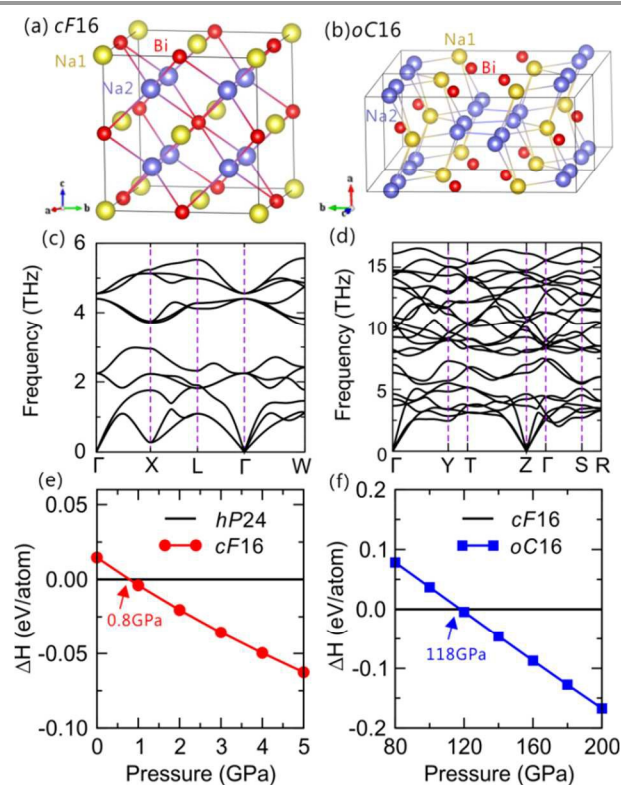 (a) cF16
(b) oC16
Na1
Bi
Na2
c
a
b
Na1
Bi
Na2
a
b
c
(c)
(d)
6
4
2
0
Frequency (THz)
Γ X L Γ W
15
10
5
0
Frequency (THz)
Γ Y T Z Γ S R
(e)
(f)
0.05
0.00
-0.05
-0.10
ΔH (eV/atom)
hP24
cF16
0.8GPa
0 1 2 3 4 5
Pressure (GPa)
0.2
0.1
0.0
-0.1
-0.2
ΔH (eV/atom)
cF16
oC16
118GPa
80 120 160 200
Pressure (GPa)